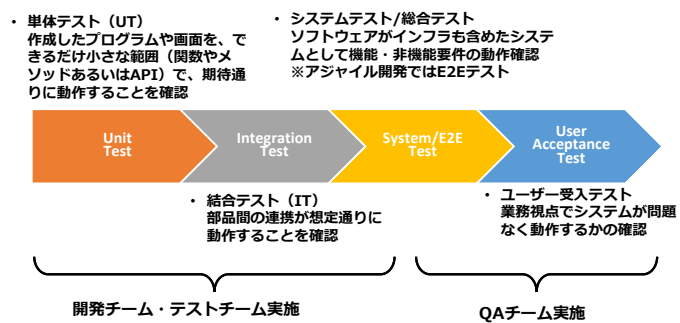 ・ 単体テスト（UT）
作成したプログラムや画面を、で
きるだけ小さな範囲（関数やメ
ソッドあるいはAPI）で、期待通
りに動作することを確認
・ システムテスト/総合テスト
ソフトウェアがインフラも含めたシステ
ムとして機能・非機能要件の動作確認
※アジャイル開発ではE2Eテスト
Unit
Test
Integration
Test
System/E2E
Test
User
Acceptance
Test
・ 結合テスト（IT）
部品間の連携が想定通りに
動作することを確認
・ ユーザー受入テスト
業務視点でシステムが問題
なく動作するかの確認
開発チーム・テストチーム実施
QAチーム実施